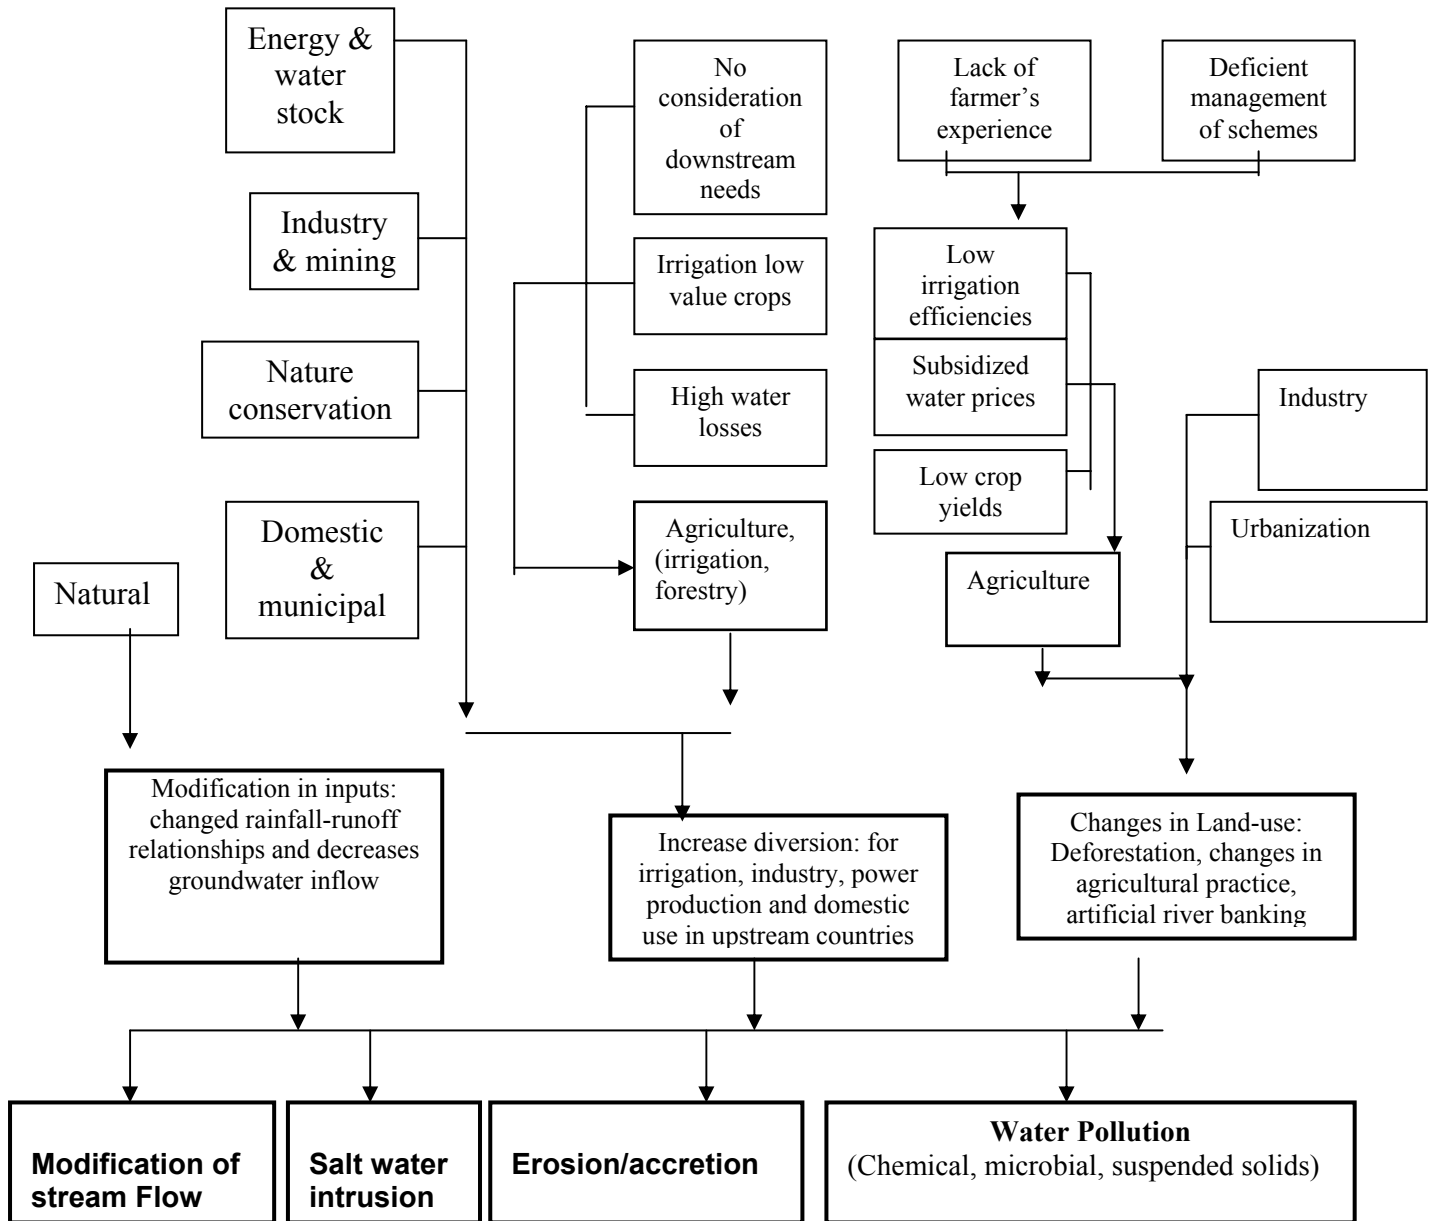 Energy &
water
stock
No
consideration
of
downstream
needs
Lack of
farmer's
experience
Deficient
management
of schemes
Industry
& mining
Irrigation low
value crops
Low
irrigation
efficiencies
Nature
conservation
High water
losses
Subsidized
water prices
Industry
Low crop
yields
Domestic
&
municipal
Agriculture,
(irrigation,
forestry)
Urbanization
Natural
Agriculture
Modification in inputs:
changed rainfall-runoff
relationships and decreases
groundwater inflow
Increase diversion: for
irrigation, industry, power
production and domestic
use in upstream countries
Changes in Land-use:
Deforestation, changes in
agricultural practice,
artificial river banking
Modification of
stream Flow
Salt water
intrusion
Erosion/accretion
Water Pollution
(Chemical, microbial, suspended solids)